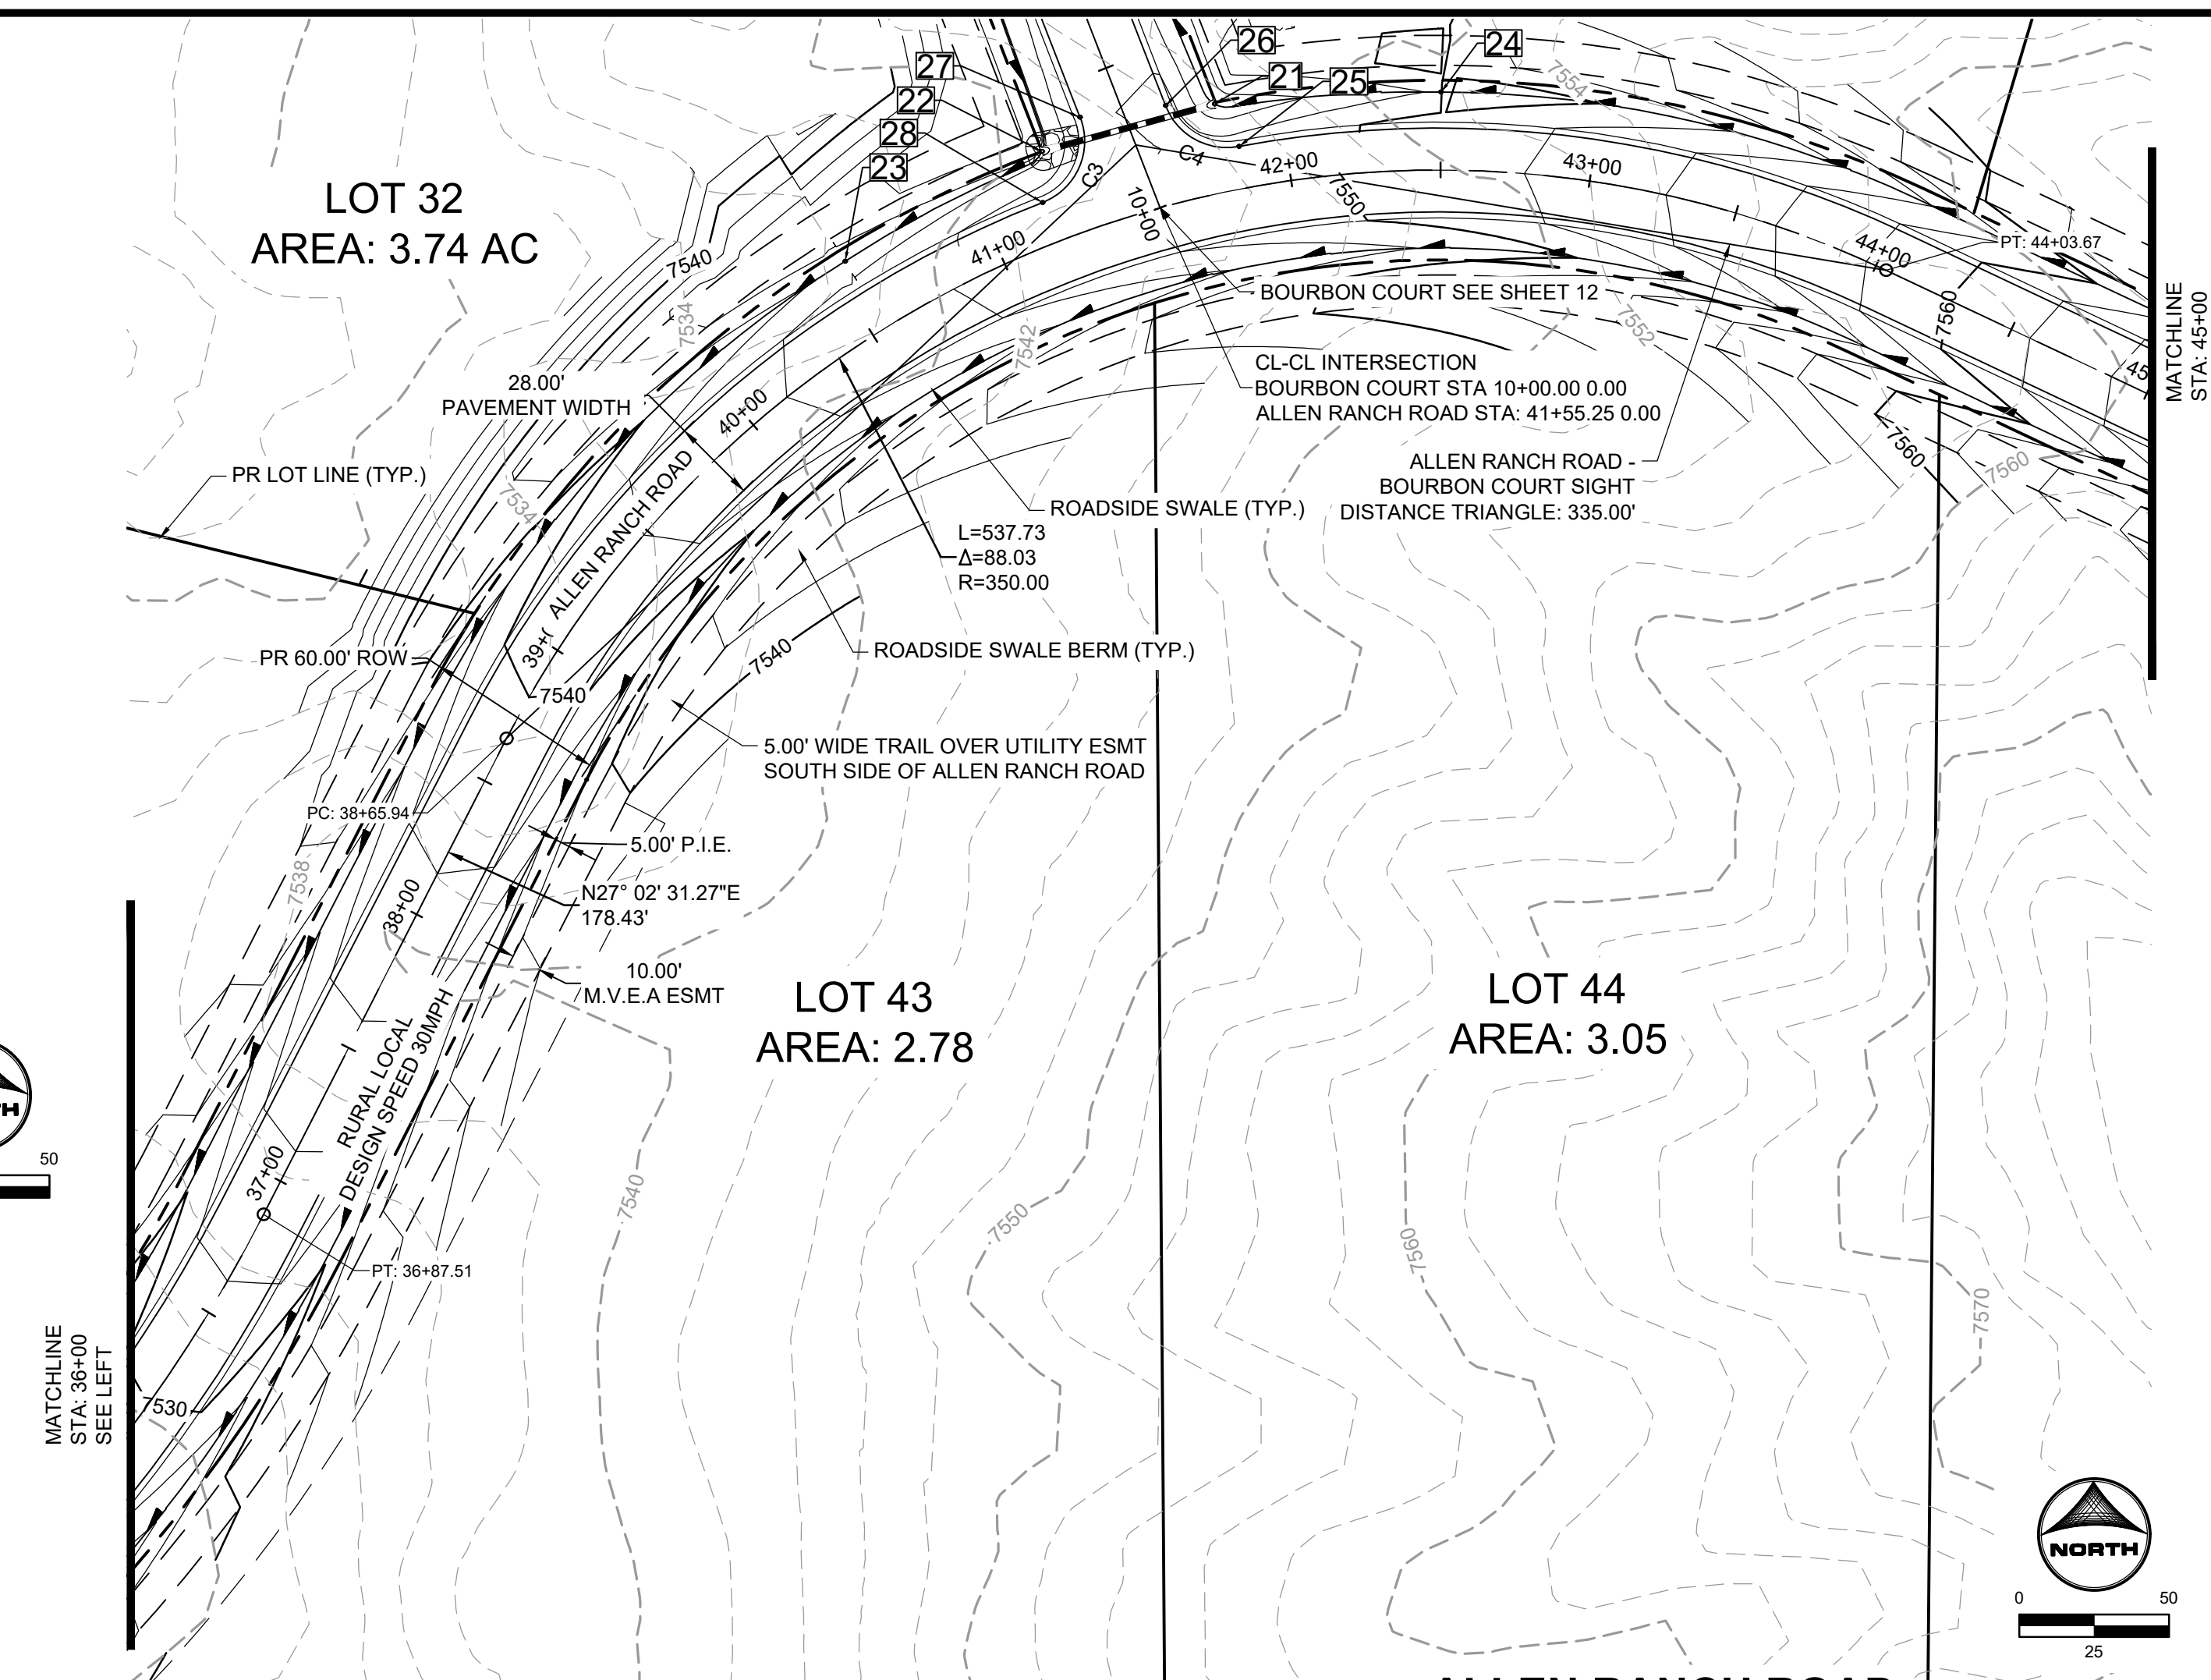 27
22
28
23
26
21
25
24
7554
LOT 32
AREA: 3.74 AC
C3
C4
10+00
42+00
7550
43+00
44+00
PT: 44+03.67
MATCHLINE
STA: 45+00
41+00
7540
7534
7542
BOURBON COURT SEE SHEET 12
7552
7560
45
CL-CL INTERSECTION
BOURBON COURT STA 10+00.00 0.00
ALLEN RANCH ROAD STA: 41+55.25 0.00
28.00'
PAVEMENT WIDTH
40+00
PR LOT LINE (TYP.)
7534
ALLEN RANCH ROAD
ALLEN RANCH ROAD -
BOURBON COURT SIGHT
DISTANCE TRIANGLE: 335.00'
7560
7560
ROADSIDE SWALE (TYP.)
L=537.73
Δ=88.03
R=350.00
PR 60.00' ROW
39+
7540
7540
ROADSIDE SWALE BERM (TYP.)
5.00' WIDE TRAIL OVER UTILITY ESMT
SOUTH SIDE OF ALLEN RANCH ROAD
PC: 38+65.94
5.00' P.I.E.
7538
38+00
N27° 02' 31.27"E
178.43'
10.00'
M.V.E.A ESMT
LOT 43
AREA: 2.78
LOT 44
AREA: 3.05
RURAL LOCAL
DESIGN SPEED 30MPH
50
37+00
7540
7550
7560
7570
PT: 36+87.51
MATCHLINE
STA: 36+00
SEE LEFT
7530
NORTH
0 50
25
ALLEN RANCH ROAD